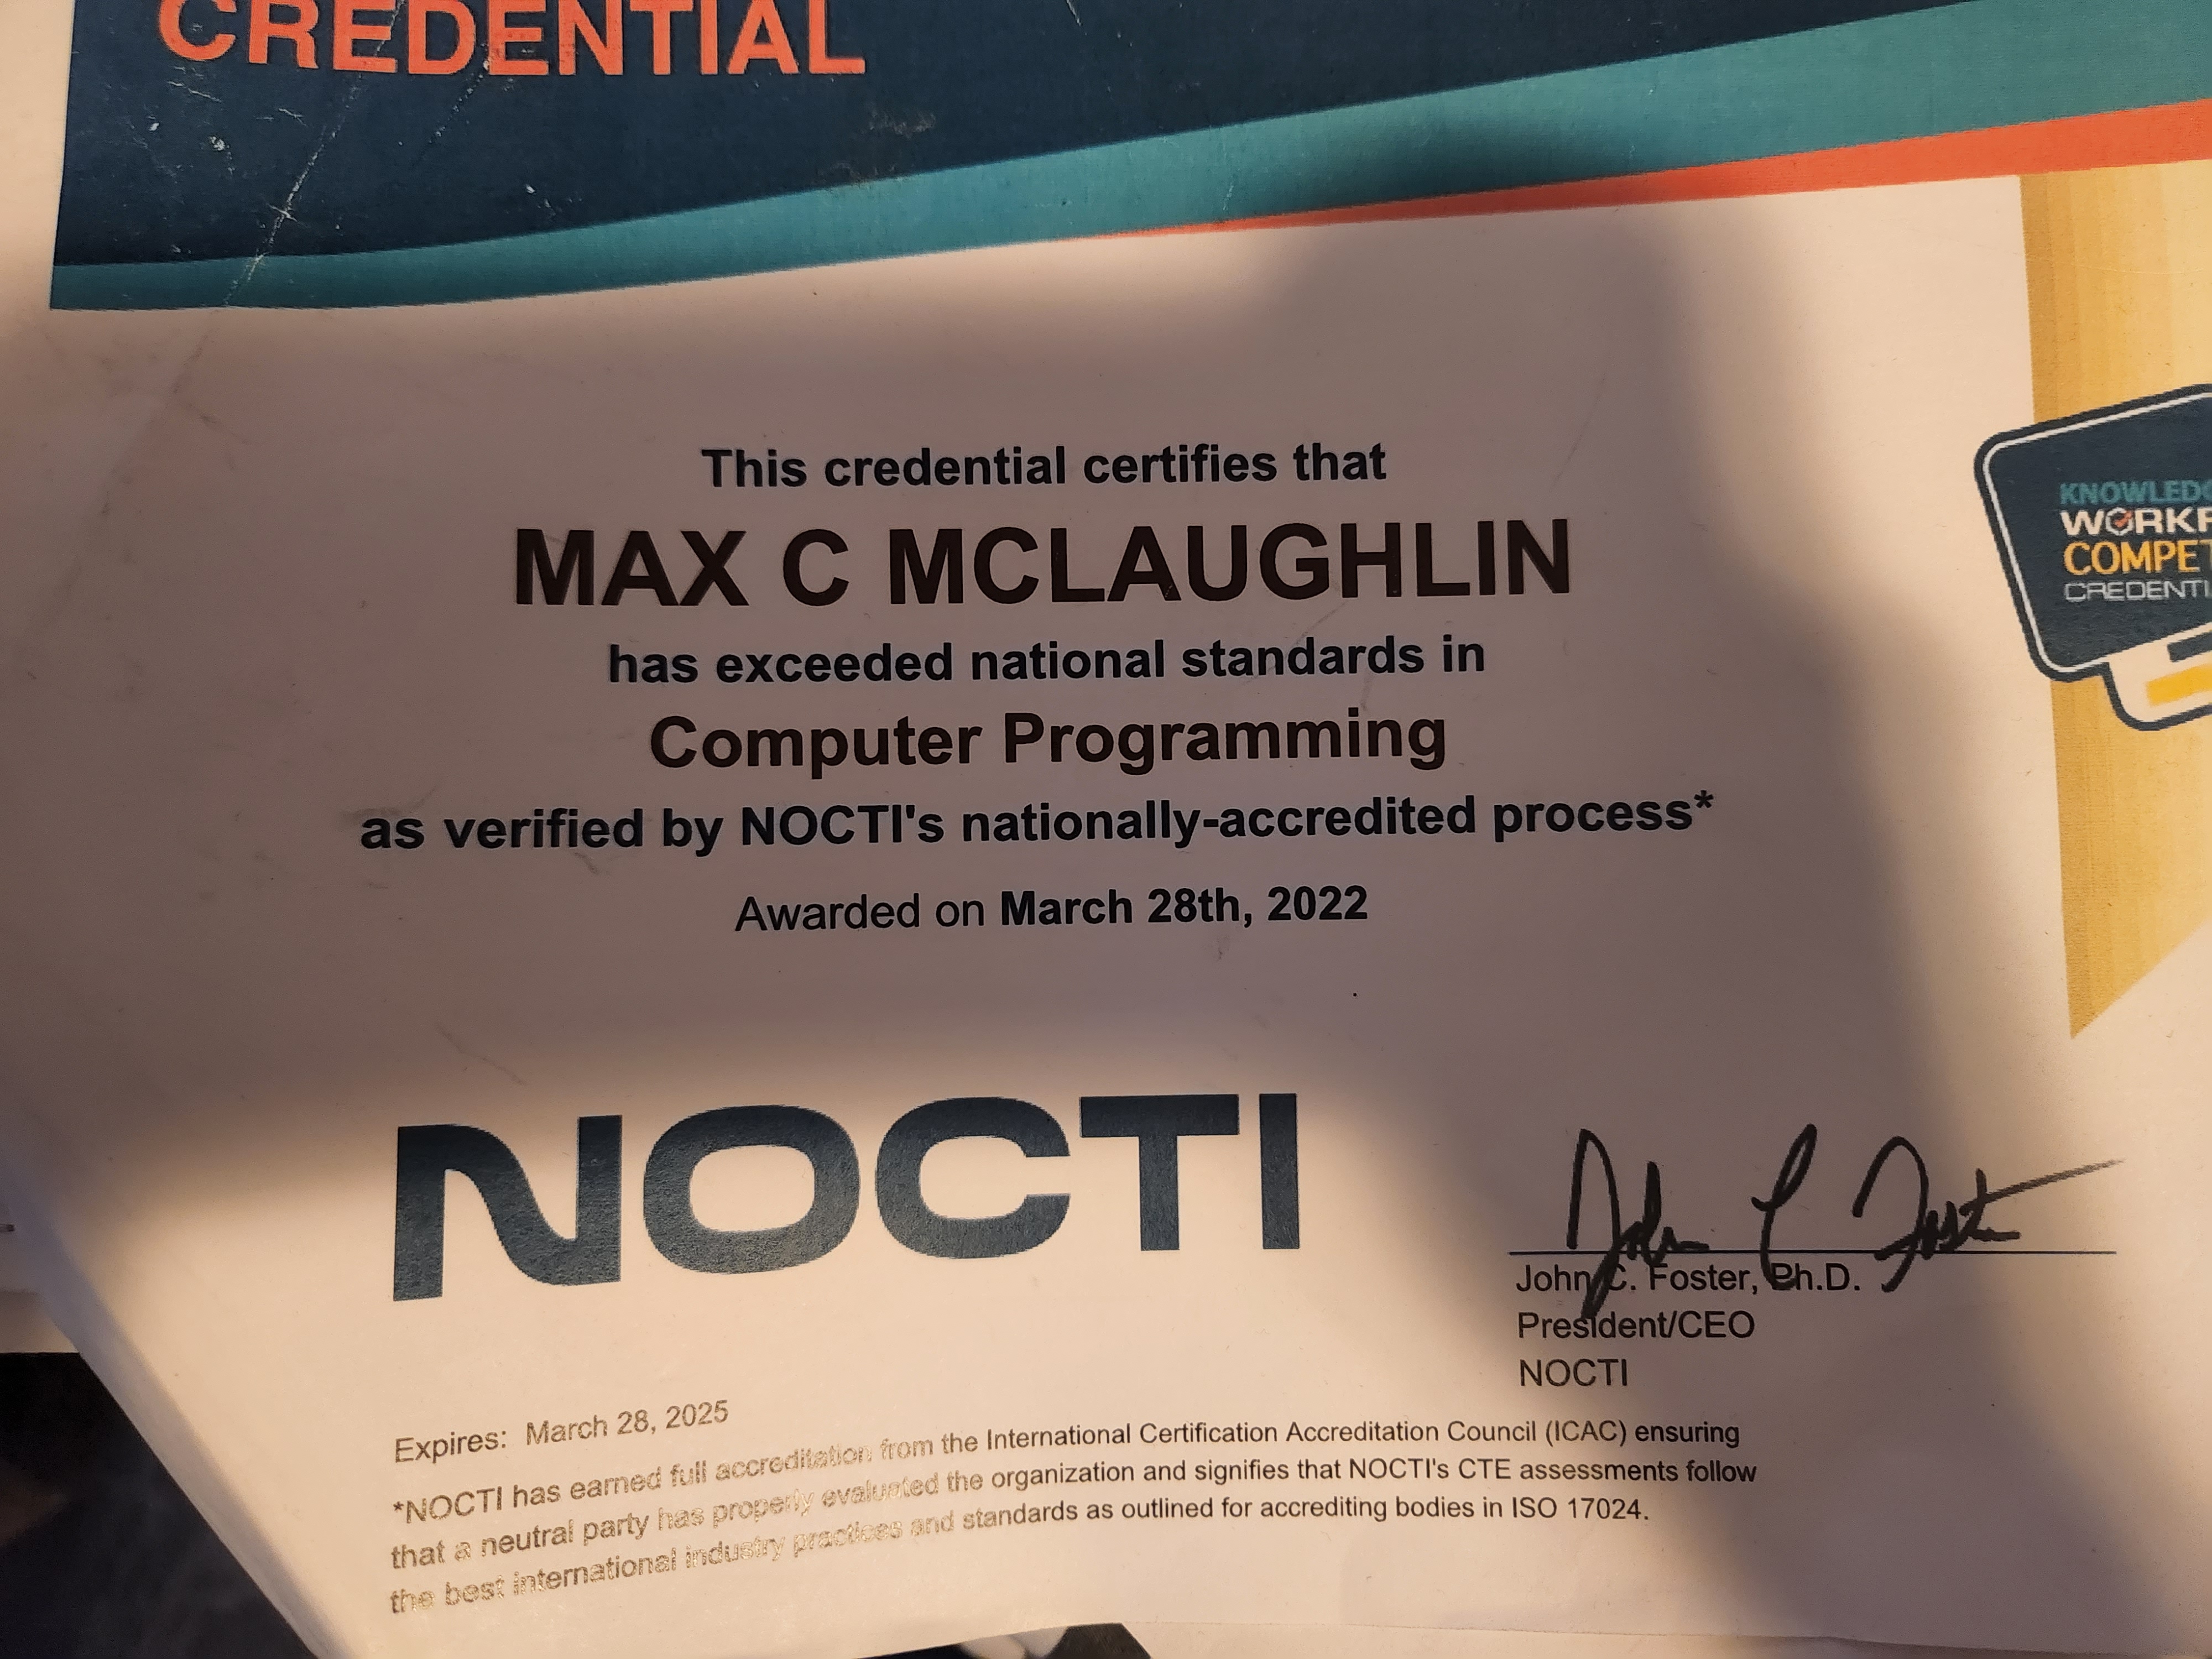 CREDENTIAL
This credential certifies that
MAX C MCLAUGHLIN
has exceeded national standards in
Computer Programming
as verified by NOCTI's nationally-accredited process*
Awarded on March 28th, 2022
KNOWLEDG
WORKF
COMPET
CREDENTI
NOCTI
John C Foster
John C. Foster, Ph.D.
President/CEO
NOCTI
Expires: March 28, 2025
*NOCTI has earned full accreditation from the International Certification Accreditation Council (ICAC) ensuring
that a neutral party has properly evaluated the organization and signifies that NOCTI's CTE assessments follow
the best international industry practices and standards as outlined for accrediting bodies in ISO 17024.